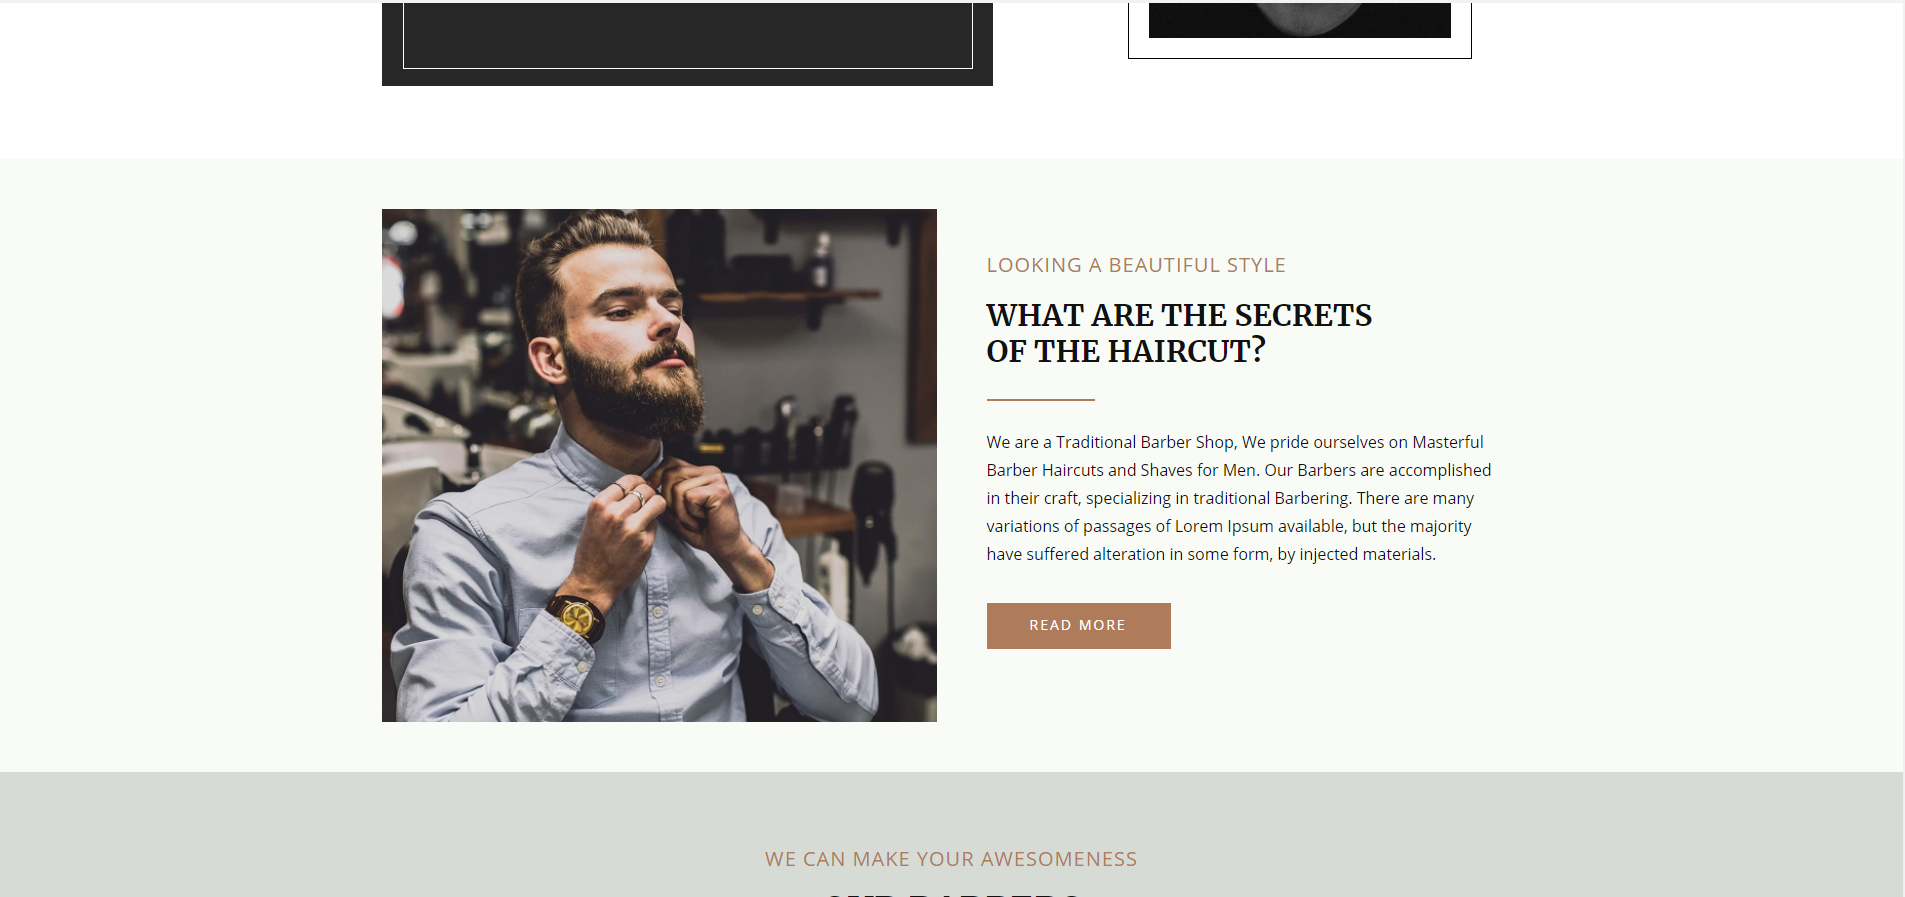 LOOKING A BEAUTIFUL STYLE
WHAT ARE THE SECRETS
OF THE HAIRCUT?
We are a Traditional Barber Shop, We pride ourselves on Masterful
Barber Haircuts and Shaves for Men. Our Barbers are accomplished
in their craft, specializing in traditional Barbering. There are many
variations of passages of Lorem Ipsum available, but the majority
have suffered alteration in some form, by injected materials.
READ MORE
WE CAN MAKE YOUR AWESOMENESS
OUR BARBERS